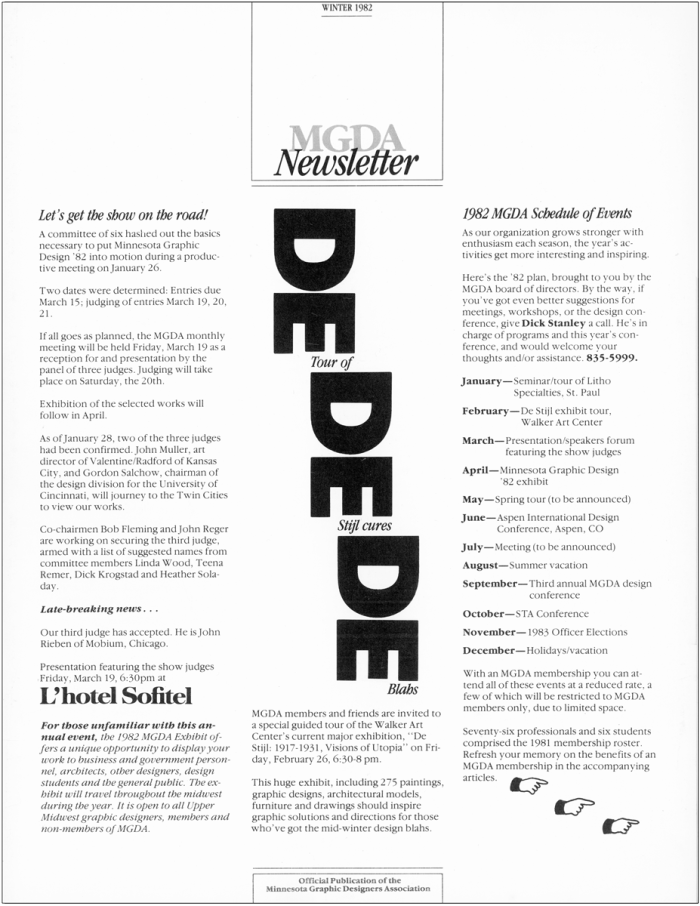 WINTER 1982
MGDA
Newsletter
Let's get the show on the road!
A committee of six hashed out the basics
necessary to put Minnesota Graphic
Design '82 into motion during a produc-
tive meeting on January 26.
Two dates were determined: Entries due
March 15; judging of entries March 19, 20,
21.
If all goes as planned, the MGDA monthly
meeting will be held Friday, March 19 as a
reception for and presentation by the
panel of three judges. Judging will take
place on Saturday, the 20th.
Exhibition of the selected works will
follow in April.
As of January 28, two of the three judges
had been confirmed. John Muller, art
director of Valentine/Radford of Kansas
City, and Gordon Salchow, chairman of
the design division for the University of
Cincinnati, will journey to the Twin Cities
to view our works.
Co-chairmen Bob Fleming and John Reger
are working on securing the third judge,
armed with a list of suggested names from
committee members Linda Wood, Teena
Remer, Dick Krogstad and Heather Sola-
day.
Late-breaking news . . .
Our third judge has accepted. He is John
Rieben of Mobium, Chicago.
Presentation featuring the show judges
Friday, March 19, 6:30pm at
L'hotel Sofitel
For those unfamiliar with this an-
nual event, the 1982 MGDA Exhibit of-
fers a unique opportunity to display your
work to business and government person-
nel, architects, other designers, design
students and the general public. The ex-
hibit will travel throughout the midwest
during the year. It is open to all Upper
Midwest graphic designers, members and
non-members of MGDA.
DE
Tour of
DE
Stijl cures
DE
Blahs
MGDA members and friends are invited to
a special guided tour of the Walker Art
Center's current major exhibition, "De
Stijl: 1917-1931, Visions of Utopia" on Fri-
day, February 26, 6:30-8 pm.
This huge exhibit, including 275 paintings,
graphic designs, architectural models,
furniture and drawings should inspire
graphic solutions and directions for those
who've got the mid-winter design blahs.
1982 MGDA Schedule of Events
As our organization grows stronger with
enthusiasm each season, the year's ac-
tivities get more interesting and inspiring.
Here's the '82 plan, brought to you by the
MGDA board of directors. By the way, if
you've got even better suggestions for
meetings, workshops, or the design con-
ference, give Dick Stanley a call. He's in
charge of programs and this year's con-
ference, and would welcome your
thoughts and/or assistance. 835-5999.
January—Seminar/tour of Litho
Specialties, St. Paul
February—De Stijl exhibit tour,
Walker Art Center
March—Presentation/speakers forum
featuring the show judges
April—Minnesota Graphic Design
'82 exhibit
May—Spring tour (to be announced)
June—Aspen International Design
Conference, Aspen, CO
July—Meeting (to be announced)
August—Summer vacation
September—Third annual MGDA design
conference
October—STA Conference
November—1983 Officer Elections
December—Holidays/vacation
With an MGDA membership you can at-
tend all of these events at a reduced rate, a
few of which will be restricted to MGDA
members only, due to limited space.
Seventy-six professionals and six students
comprised the 1981 membership roster.
Refresh your memory on the benefits of an
MGDA membership in the accompanying
articles.
Official Publication of the
Minnesota Graphic Designers Association